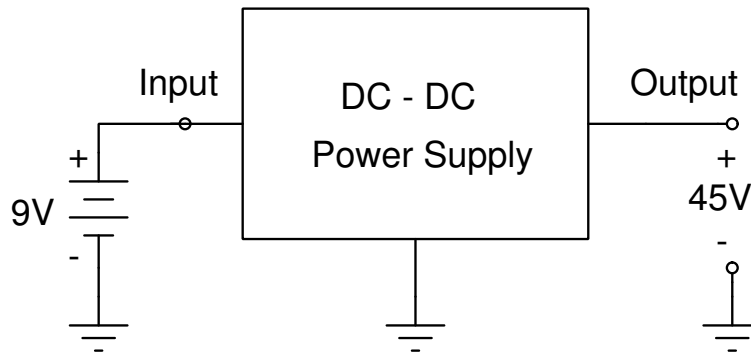 Input
DC - DC
Power Supply
Output
+
9V
-
+
45V
-